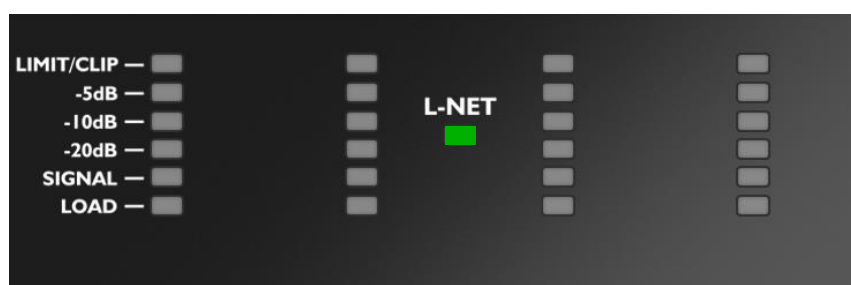 LIMIT/CLIP
-5dB
-10dB
-20dB
SIGNAL
LOAD
L-NET